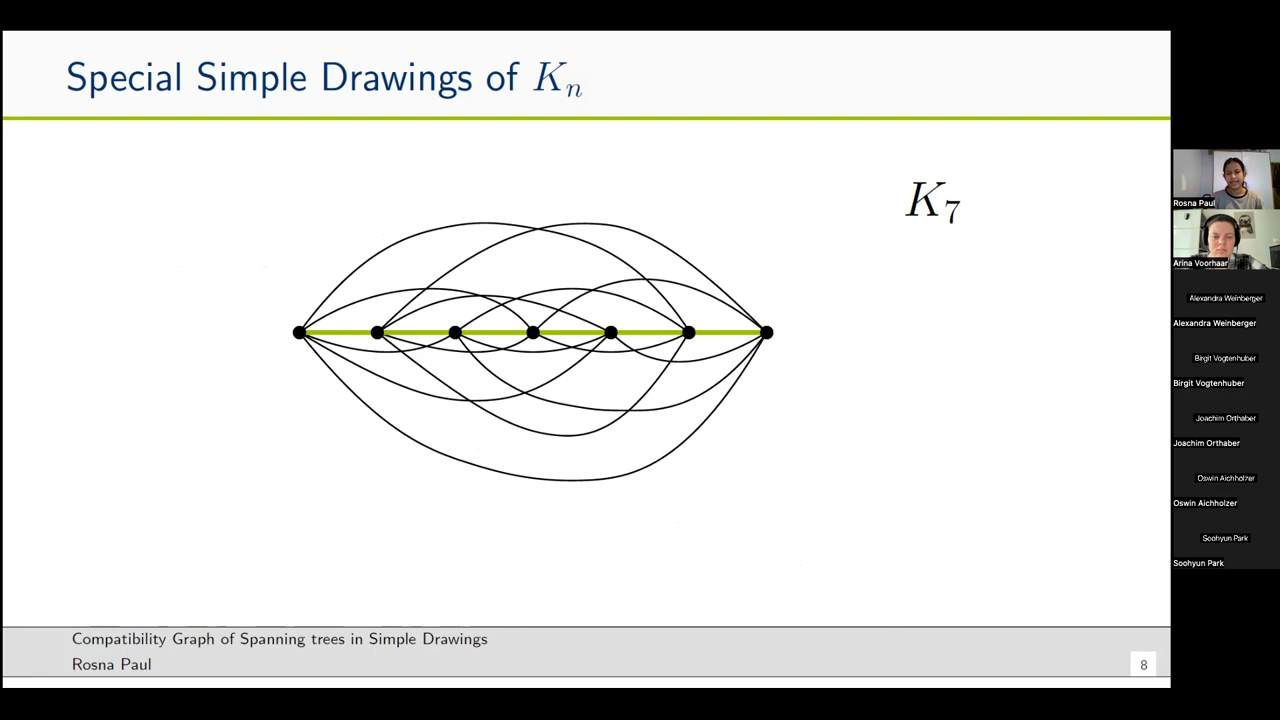 Special Simple Drawings of Kn
K7
Rosna Paul
Arina Voorhaar
Alexandra Weinberger
Alexandra Weinberger
Birgit Vogtenhuber
Birgit Vogtenhuber
Joachim Orthaber
Joachim Orthaber
Oswin Aichholzer
Oswin Aichholzer
Soohyun Park
Soohyun Park
Compatibility Graph of Spanning trees in Simple Drawings
Rosna Paul
8